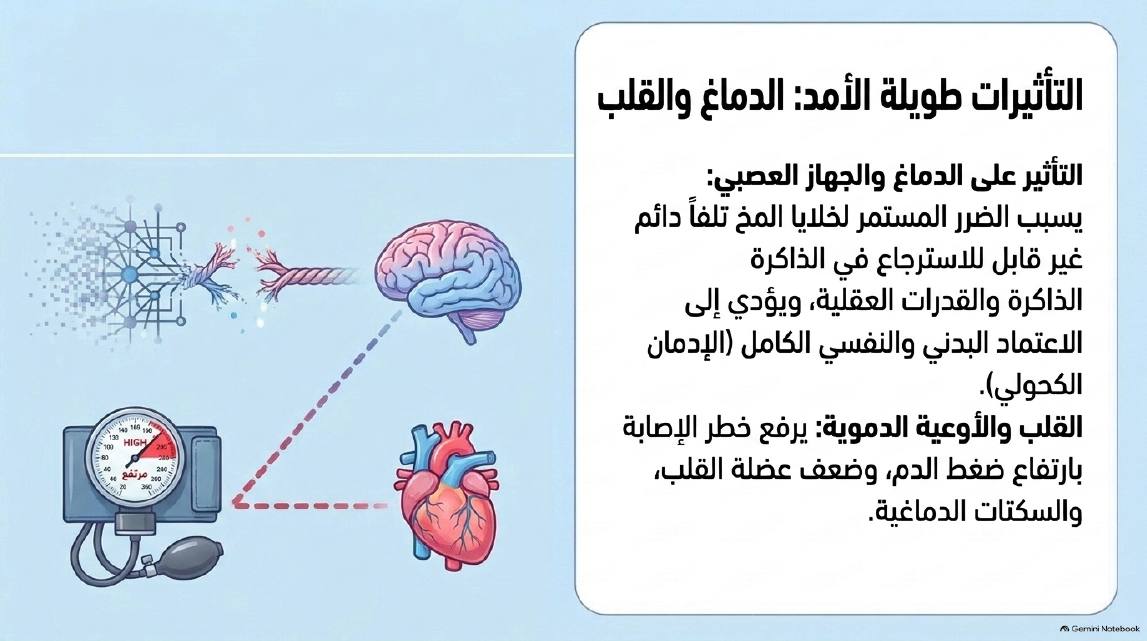 التأثيرات طويلة الأمد: الدماغ والقلب
التأثير على الدماغ والجهاز العصبي:
يسبب الضرر المستمر لخلايا المخ تلفاً دائم
غير قابل للاسترجاع في الذاكرة
الذاكرة والقدرات العقلية، ويؤدي إلى
الاعتماد البدني والنفسي الكامل (الإدمان
الكحولي).
القلب والأوعية الدموية: يرفع خطر الإصابة
بارتفاع ضغط الدم، وضعف عضلة القلب،
والسكتات الدماغية.
HIGH
مرتفع
Gemini Notebook